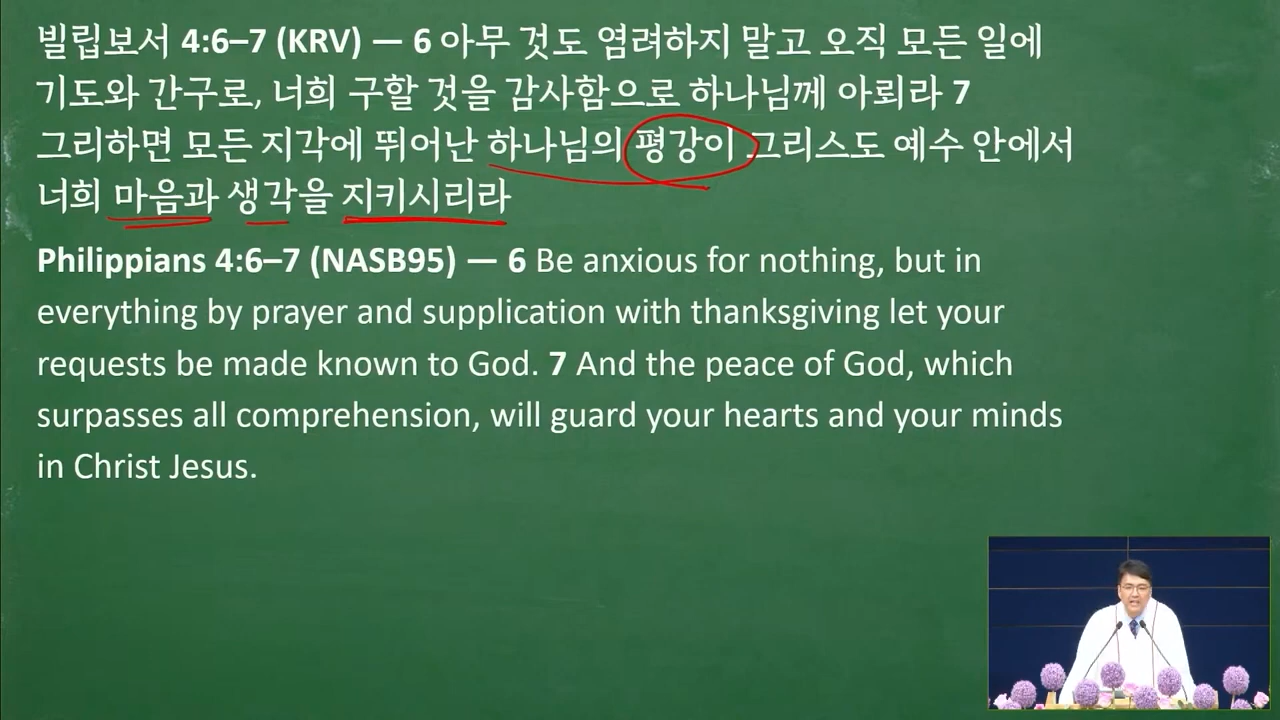 빌립보서 4:6–7 (KRV) — 6 아무 것도 염려하지 말고 오직 모든 일에
기도와 간구로, 너희 구할 것을 감사함으로 하나님께 아뢰라 7
그리하면 모든 지각에 뛰어난 하나님의 평강이 그리스도 예수 안에서
너희 마음과 생각을 지키시리라
Philippians 4:6–7 (NASB95) — 6 Be anxious for nothing, but in
everything by prayer and supplication with thanksgiving let your
requests be made known to God. 7 And the peace of God, which
surpasses all comprehension, will guard your hearts and your minds
in Christ Jesus.